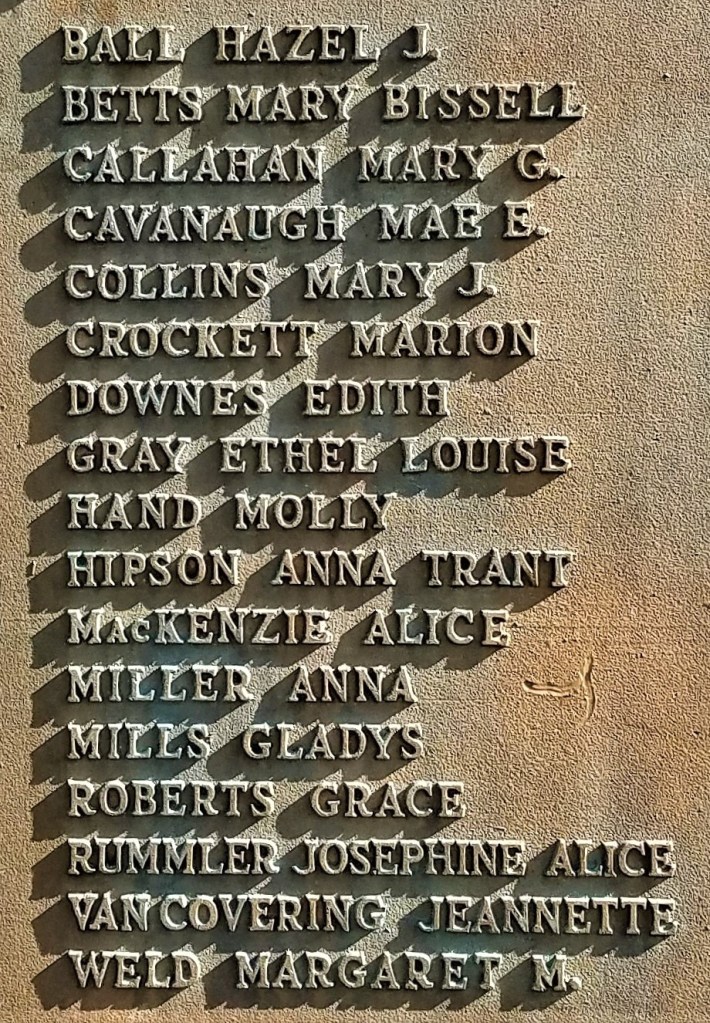 BALL HAZEL J.
BETTS MARY BISSELL
CALLAHAN MARY G.
CAVANAUGH MAE E.
COLLINS MARY J.
CROCKETT MARION
DOWNES EDITH
GRAY ETHEL LOUISE
HAND MOLLY
HIPSON ANNA TRANT
MacKENZIE ALICE
MILLER ANNA
MILLS GLADYS
ROBERTS GRACE
RUMMLER JOSEPHINE ALICE
VAN COVERING JEANNETTE
WELD MARGARET M.